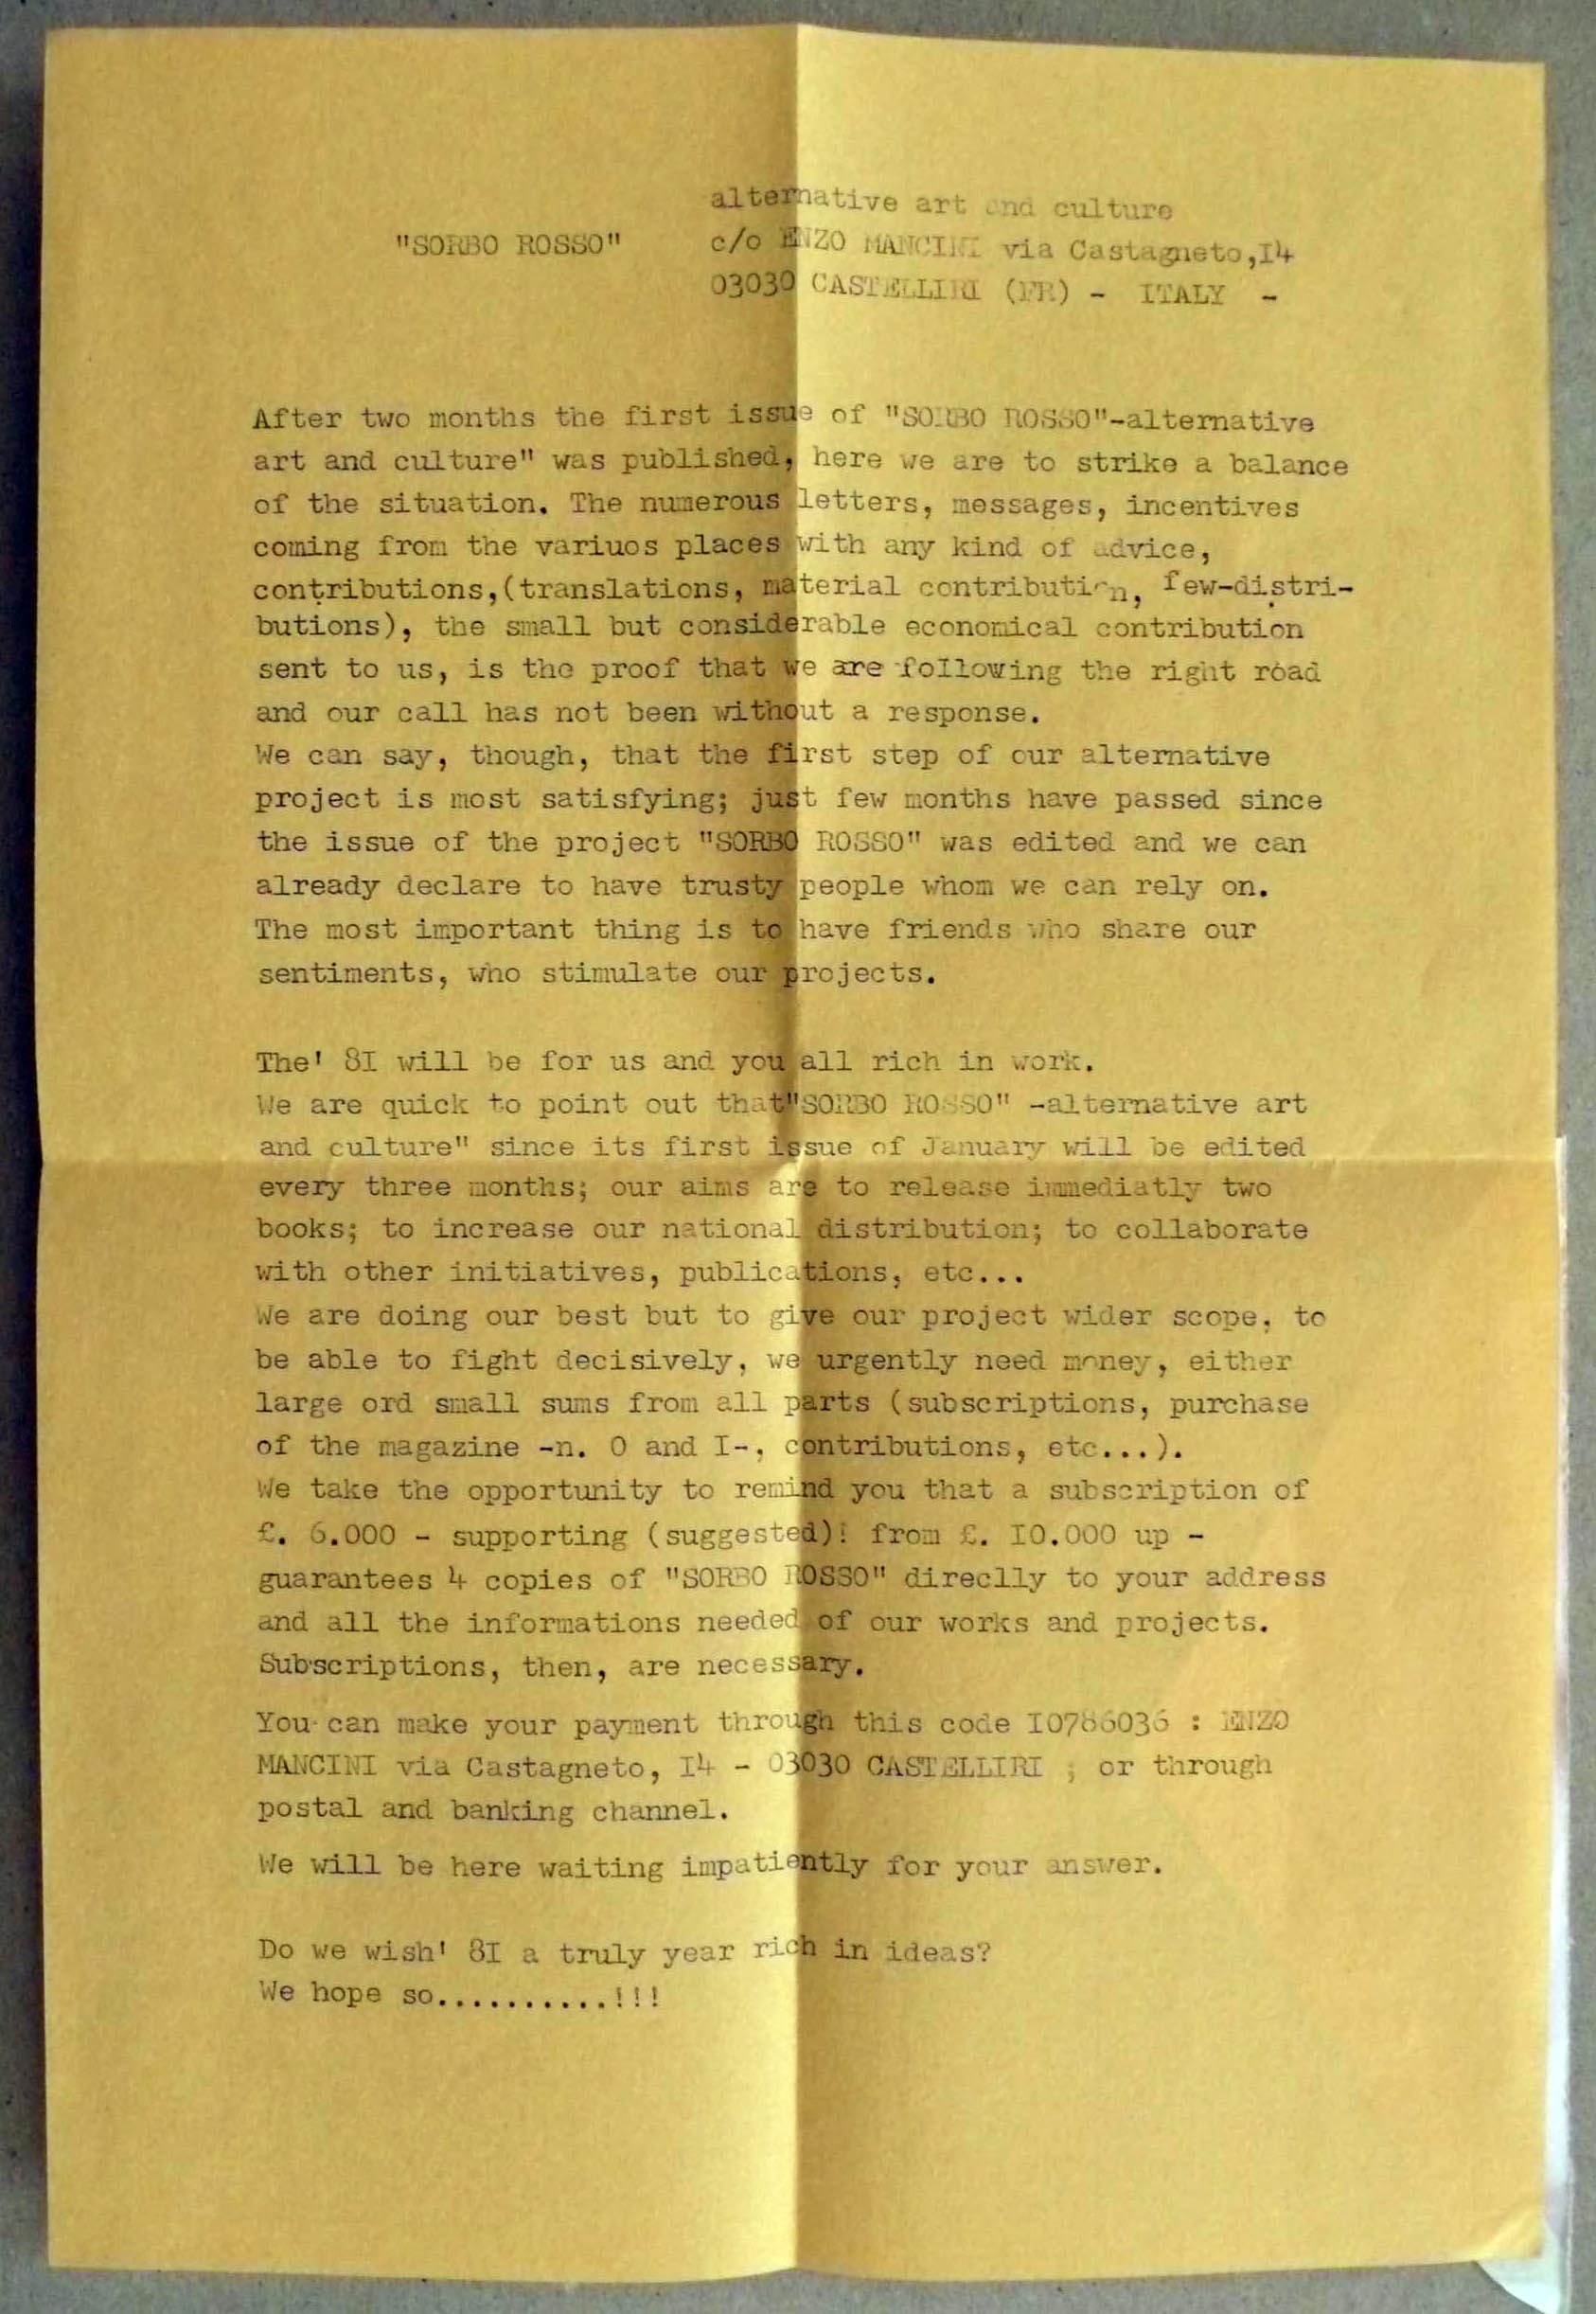 alternative art and culture
"SORBO ROSSO" c/o ENZO MANCINI via Castagneto,I4
03030 CASTELLIRI (FR) - ITALY -
After two months the first issue of "SORBO ROSSO"-alternative
art and culture" was published, here we are to strike a balance
of the situation. The numerous letters, messages, incentives
coming from the variuos places with any kind of advice,
contributions,(translations, material contribution, few-distri-
butions), the small but considerable economical contribution
sent to us, is the proof that we are following the right road
and our call has not been without a response.
We can say, though, that the first step of our alternative
project is most satisfying; just few months have passed since
the issue of the project "SORBO ROSSO" was edited and we can
already declare to have trusty people whom we can rely on.
The most important thing is to have friends who share our
sentiments, who stimulate our projects.
The' 8I will be for us and you all rich in work.
We are quick to point out that"SORBO ROSSO" -alternative art
and culture" since its first issue of January will be edited
every three months; our aims are to release immediatly two
books; to increase our national distribution; to collaborate
with other initiatives, publications, etc...
We are doing our best but to give our project wider scope, to
be able to fight decisively, we urgently need money, either
large ord small sums from all parts (subscriptions, purchase
of the magazine -n. O and I-, contributions, etc...).
We take the opportunity to remind you that a subscription of
£. 6.000 - supporting (suggested): from £. I0.000 up -
guarantees 4 copies of "SORBO ROSSO" direclly to your address
and all the informations needed of our works and projects.
Subscriptions, then, are necessary.
You can make your payment through this code I0786036 : ENZO
MANCINI via Castagneto, I4 - 03030 CASTELLIRI ; or through
postal and banking channel.
We will be here waiting impatiently for your answer.
Do we wish' 8I a truly year rich in ideas?
We hope so..........!!!